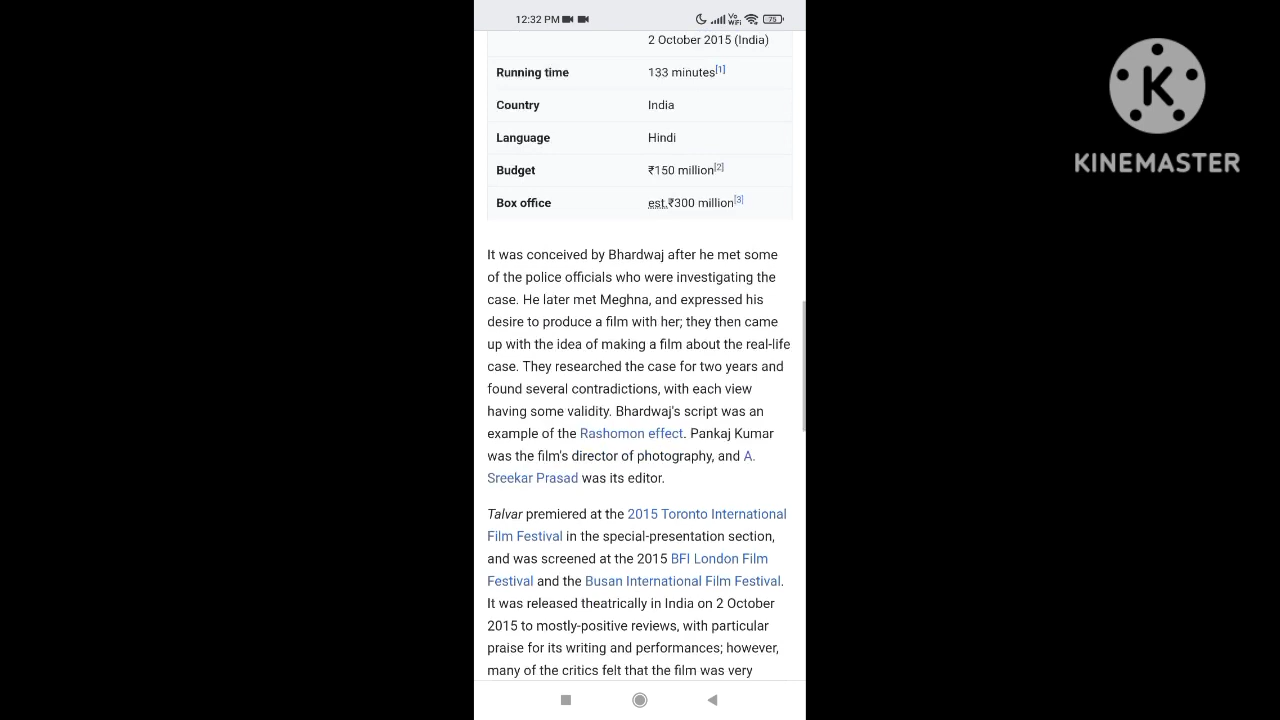 12:32 PM
Vo
WiFi
75
2 October 2015 (India)
Running time 133 minutes[1]
Country India
Language Hindi
Budget ₹150 million[2]
Box office est.₹300 million[3]
It was conceived by Bhardwaj after he met some
of the police officials who were investigating the
case. He later met Meghna, and expressed his
desire to produce a film with her; they then came
up with the idea of making a film about the real-life
case. They researched the case for two years and
found several contradictions, with each view
having some validity. Bhardwaj's script was an
example of the Rashomon effect. Pankaj Kumar
was the film's director of photography, and A.
Sreekar Prasad was its editor.
Talvar premiered at the 2015 Toronto International
Film Festival in the special-presentation section,
and was screened at the 2015 BFI London Film
Festival and the Busan International Film Festival.
It was released theatrically in India on 2 October
2015 to mostly-positive reviews, with particular
praise for its writing and performances; however,
many of the critics felt that the film was very
K
KINEMASTER